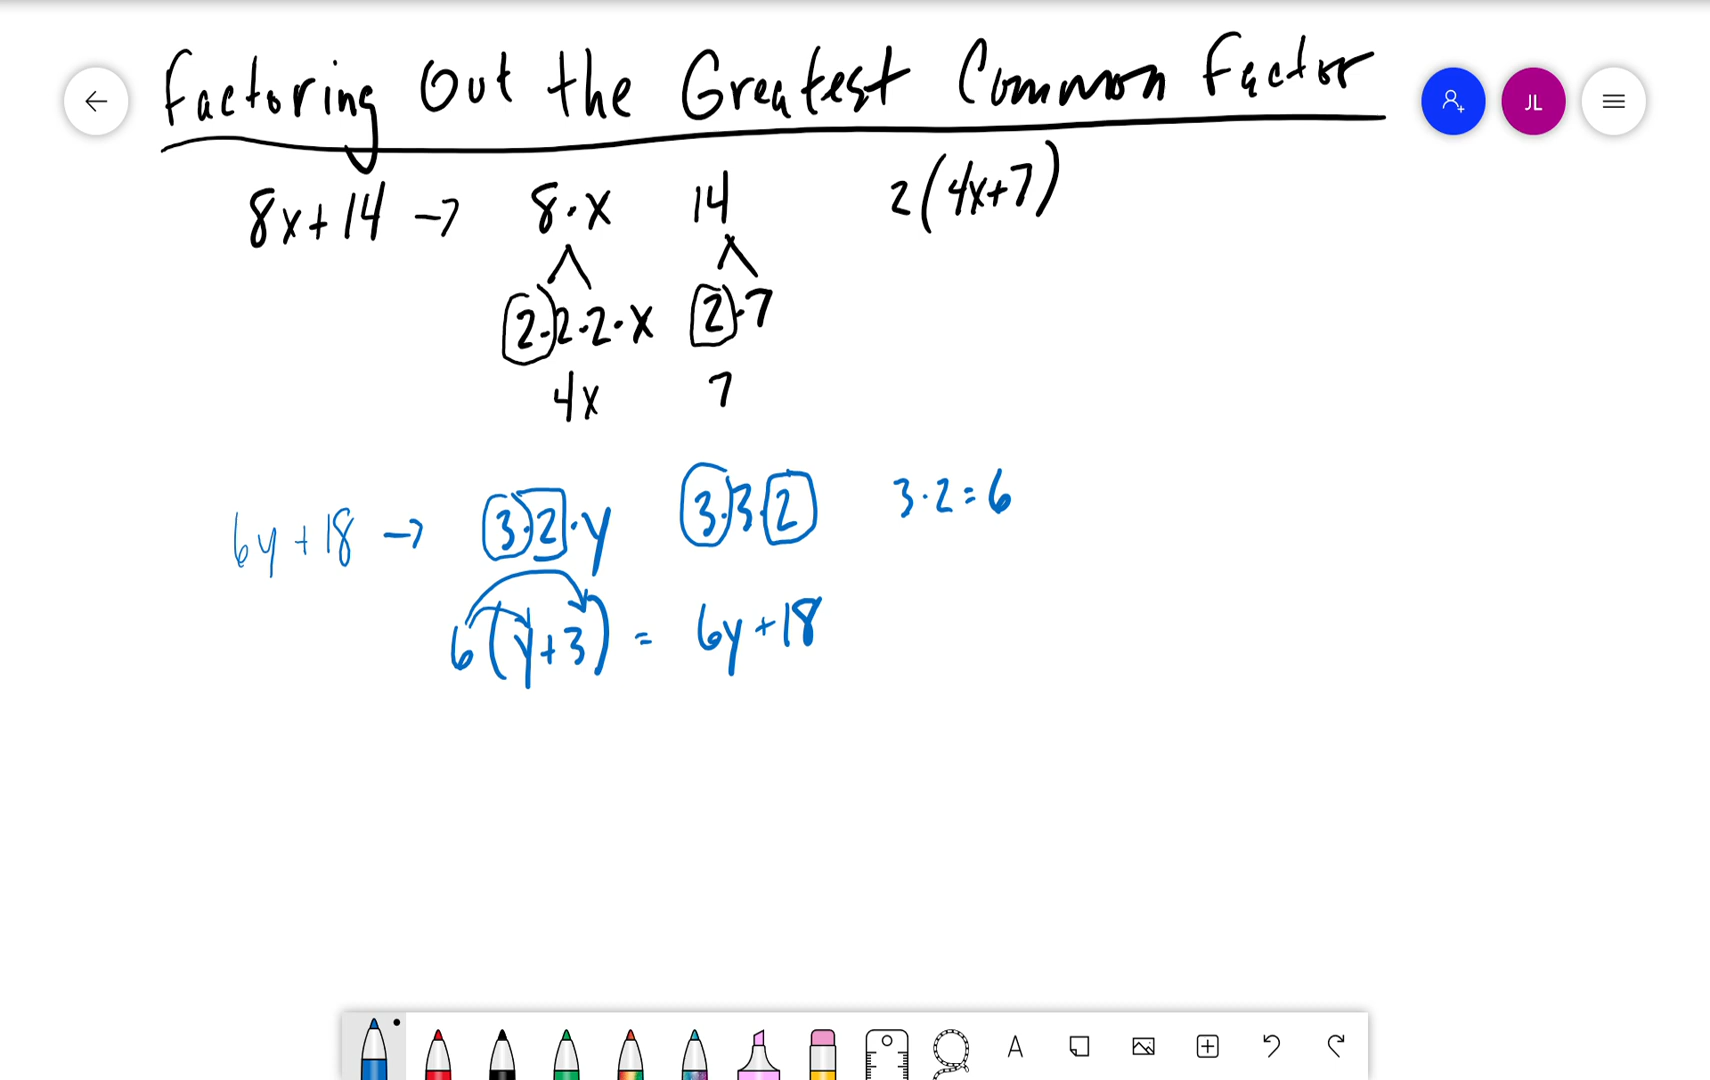 Factoring Out the Greatest Common Factor
JL
8x+14 → 8·x 14 2(4x+7)
2·2·2·x 2·7
4x 7
6y+18 → 3·2·y 3·3·2 3·2=6
6(y+3) = 6y+18
A